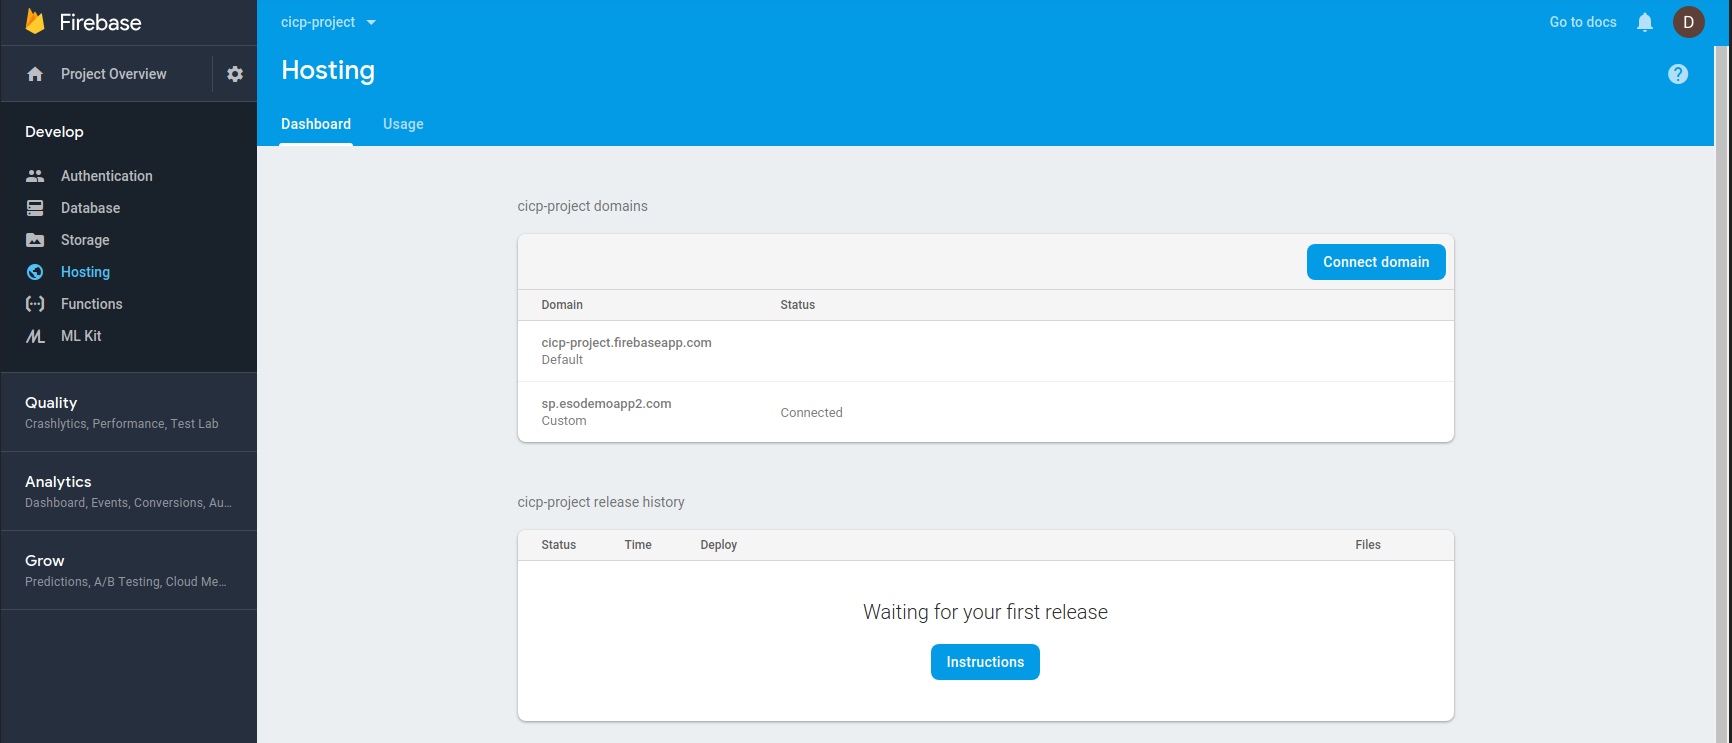 Firebase
Project Overview
Develop
Authentication
Database
Storage
Hosting
Functions
ML Kit
Quality
Crashlytics, Performance, Test Lab
Analytics
Dashboard, Events, Conversions, Au...
Grow
Predictions, A/B Testing, Cloud Me...
cicp-project
Go to docs
D
Hosting
?
Dashboard Usage
cicp-project domains
Connect domain
Domain Status
cicp-project.firebaseapp.com
Default
sp.esodemoapp2.com
Custom
Connected
cicp-project release history
Status Time Deploy Files
Waiting for your first release
Instructions